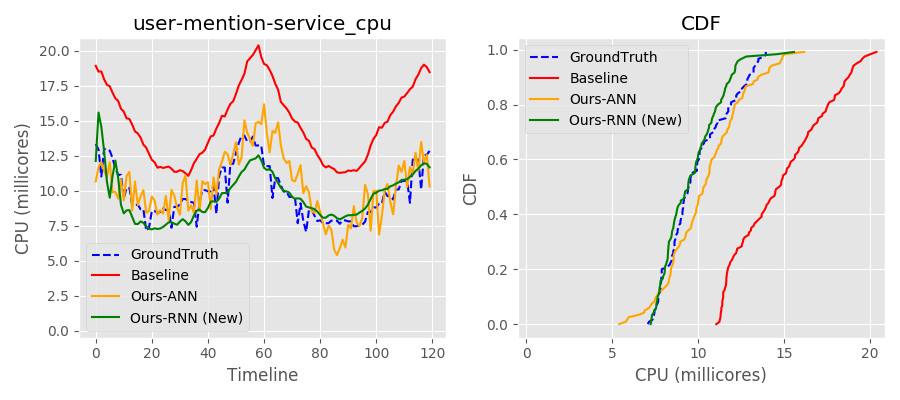 user-mention-service_cpu
CPU (millicores)
20.0
17.5
15.0
12.5
10.0
7.5
5.0
2.5
0.0
GroundTruth
Baseline
Ours-ANN
Ours-RNN (New)
0 20 40 60 80 100 120
Timeline
CDF
CDF
1.0
0.8
0.6
0.4
0.2
0.0
GroundTruth
Baseline
Ours-ANN
Ours-RNN (New)
0 5 10 15 20
CPU (millicores)